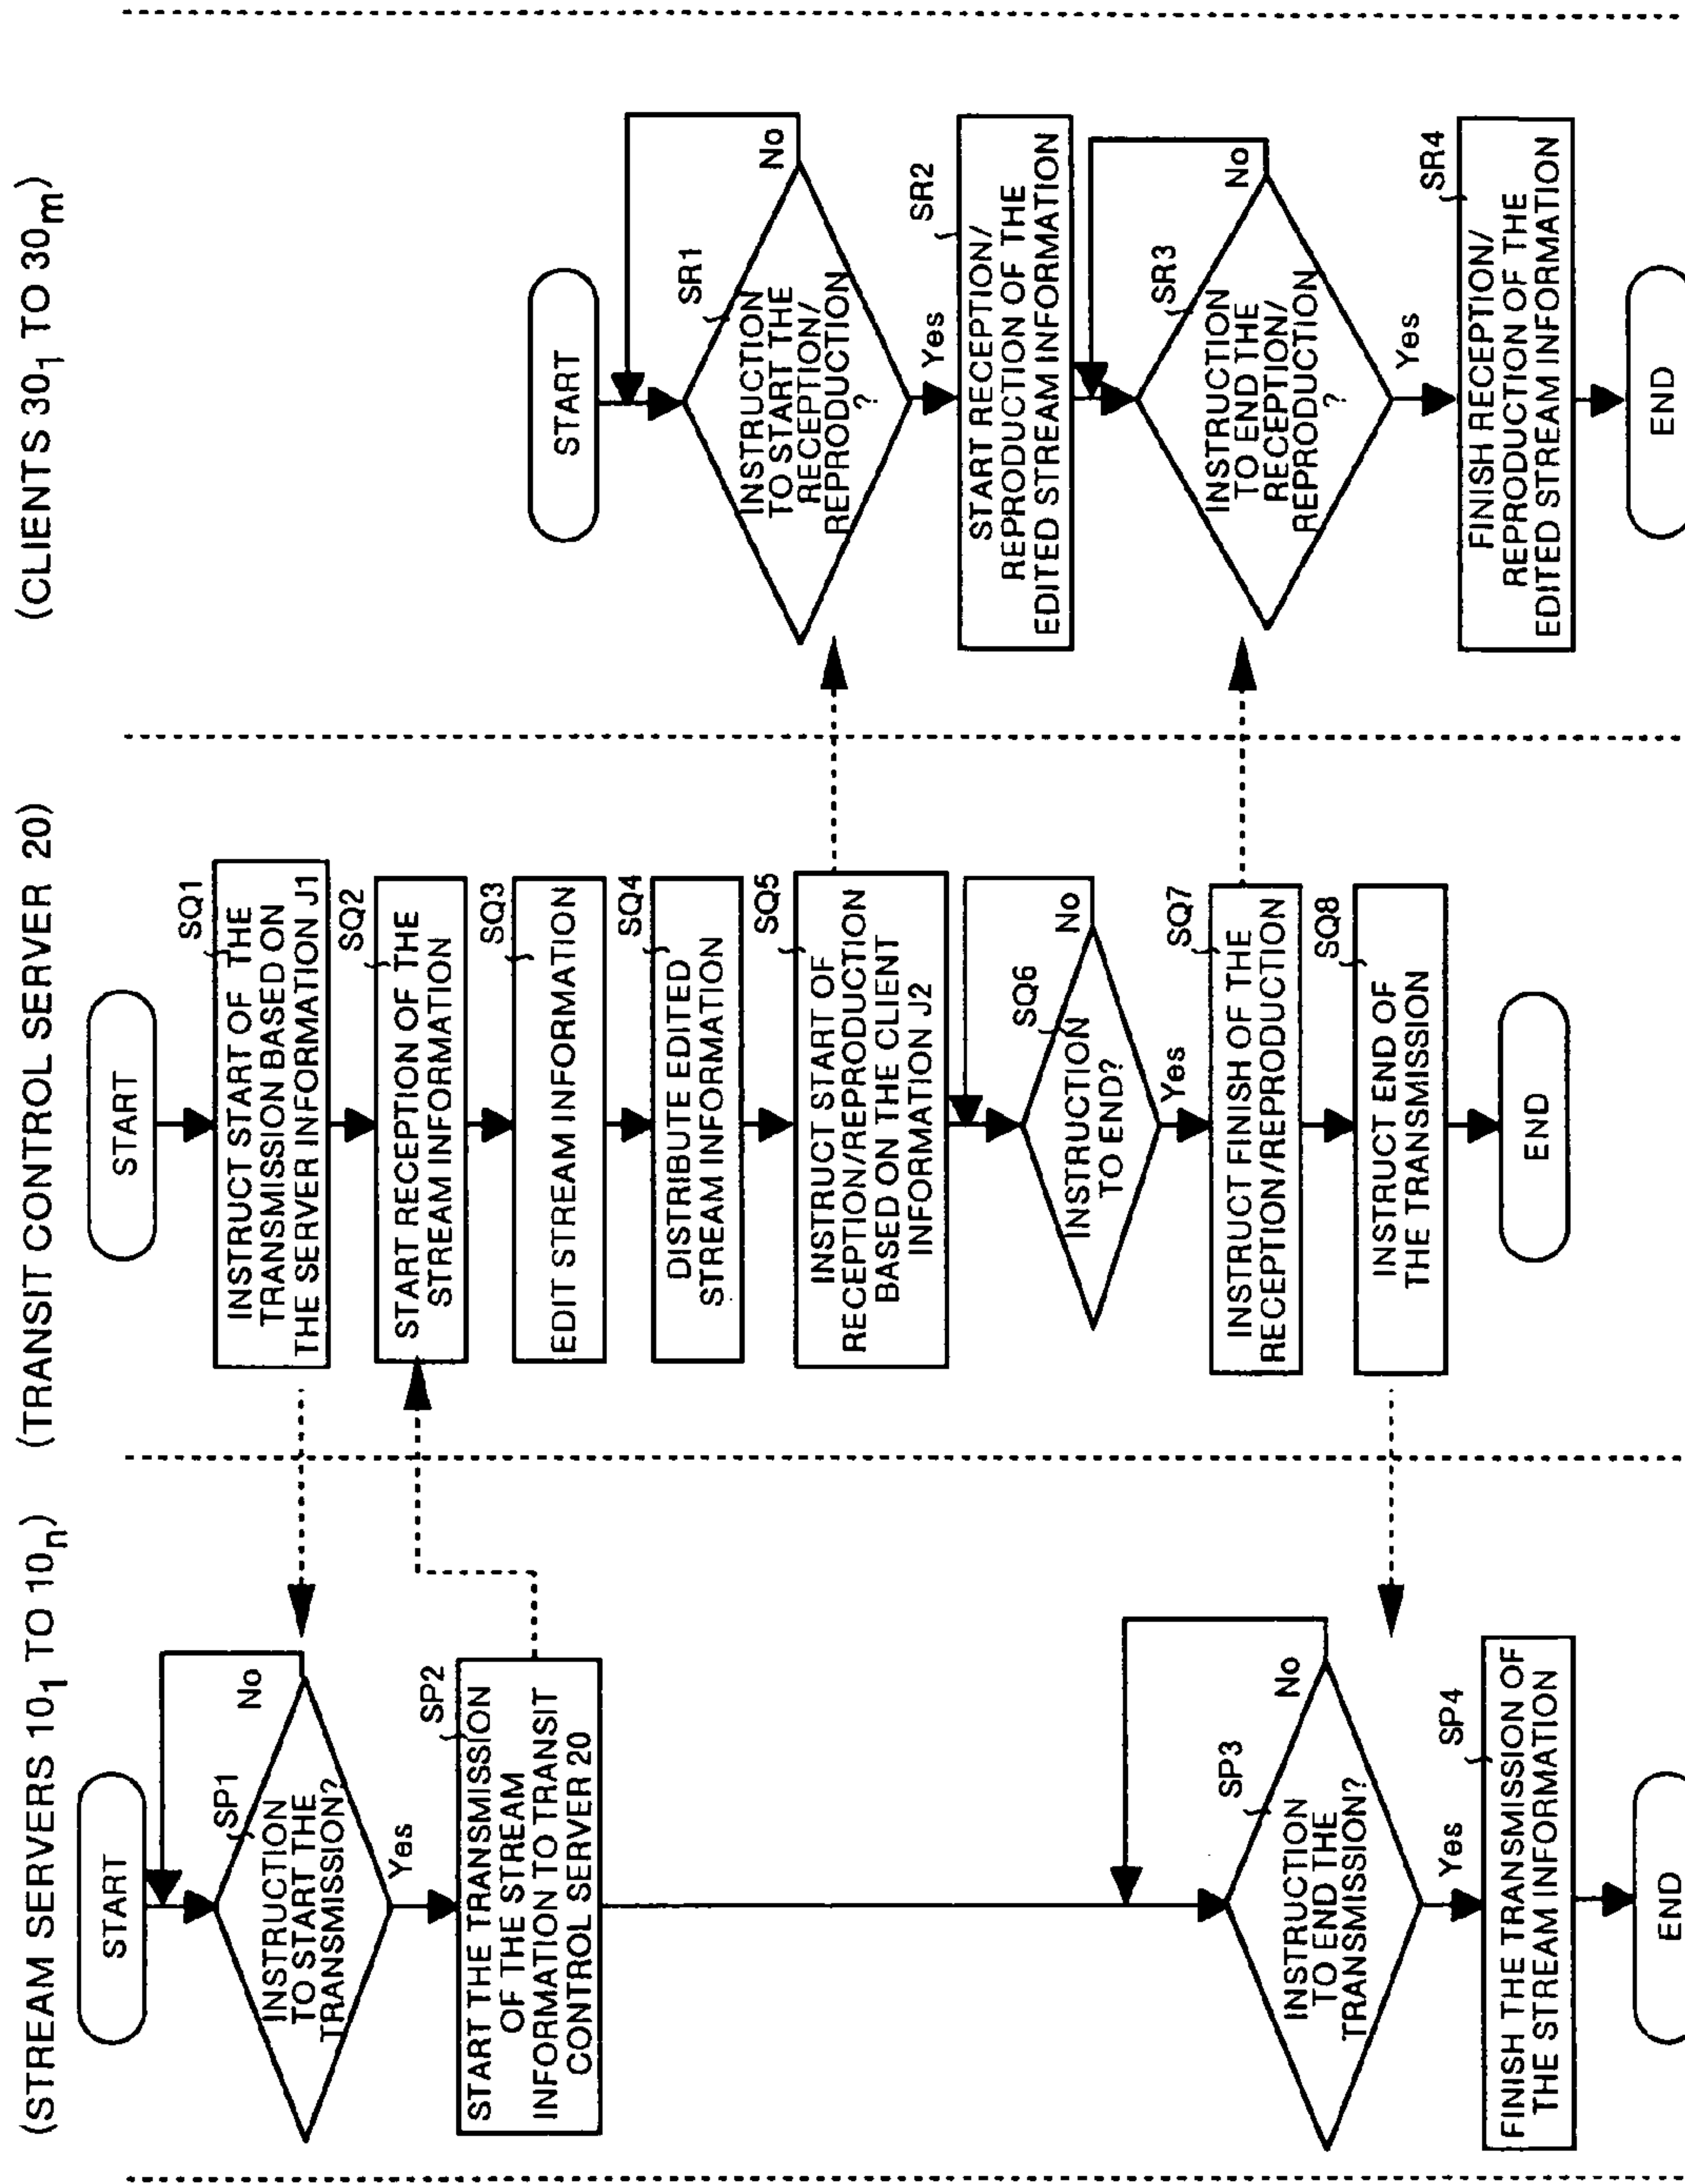 (STREAM SERVERS 10₁ TO 10ₙ)
START
SP1
INSTRUCTION
TO START THE
TRANSMISSION?
No
Yes
SP2
START THE TRANSMISSION
OF THE STREAM
INFORMATION TO TRANSIT
CONTROL SERVER 20
SP3
INSTRUCTION
TO END THE
TRANSMISSION?
No
Yes
SP4
FINISH THE TRANSMISSION OF
THE STREAM INFORMATION
END
(TRANSIT CONTROL SERVER 20)
START
SQ1
INSTRUCT START OF THE
TRANSMISSION BASED ON
THE SERVER INFORMATION J1
SQ2
START RECEPTION OF THE
STREAM INFORMATION
SQ3
EDIT STREAM INFORMATION
SQ4
DISTRIBUTE EDITED
STREAM INFORMATION
SQ5
INSTRUCT START OF
RECEPTION/REPRODUCTION
BASED ON THE CLIENT
INFORMATION J2
SQ6
INSTRUCTION
TO END?
No
Yes
SQ7
INSTRUCT FINISH OF THE
RECEPTION/REPRODUCTION
SQ8
INSTRUCT END OF
THE TRANSMISSION
END
(CLIENTS 30₁ TO 30ₘ)
START
SR1
INSTRUCTION
TO START THE
RECEPTION/
REPRODUCTION
?
No
Yes
SR2
START RECEPTION/
REPRODUCTION OF THE
EDITED STREAM INFORMATION
SR3
INSTRUCTION
TO END THE
RECEPTION/
REPRODUCTION
?
No
Yes
SR4
FINISH RECEPTION/
REPRODUCTION OF THE
EDITED STREAM INFORMATION
END